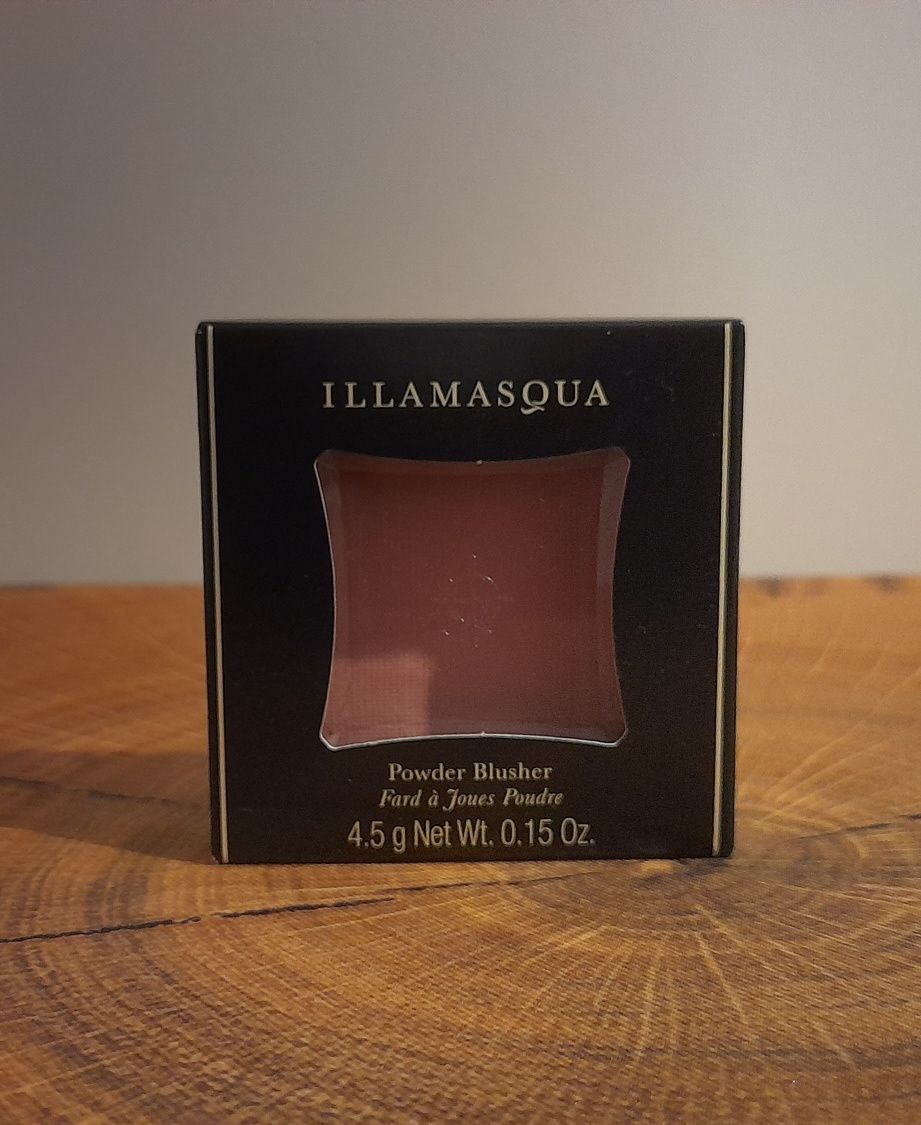 ILLAMASQUA
Powder Blusher
Fard à Joues Poudre
4.5 g Net Wt. 0.15 Oz.